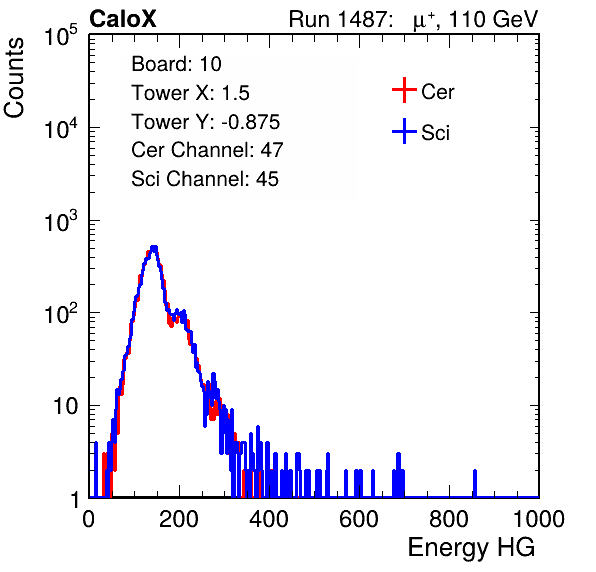 CaloX Run 1487: μ⁺, 110 GeV
Counts
10⁵
10⁴
10³
10²
10
1
Board: 10
Tower X: 1.5
Tower Y: -0.875
Cer Channel: 47
Sci Channel: 45
Cer
Sci
0 200 400 600 800 1000
Energy HG